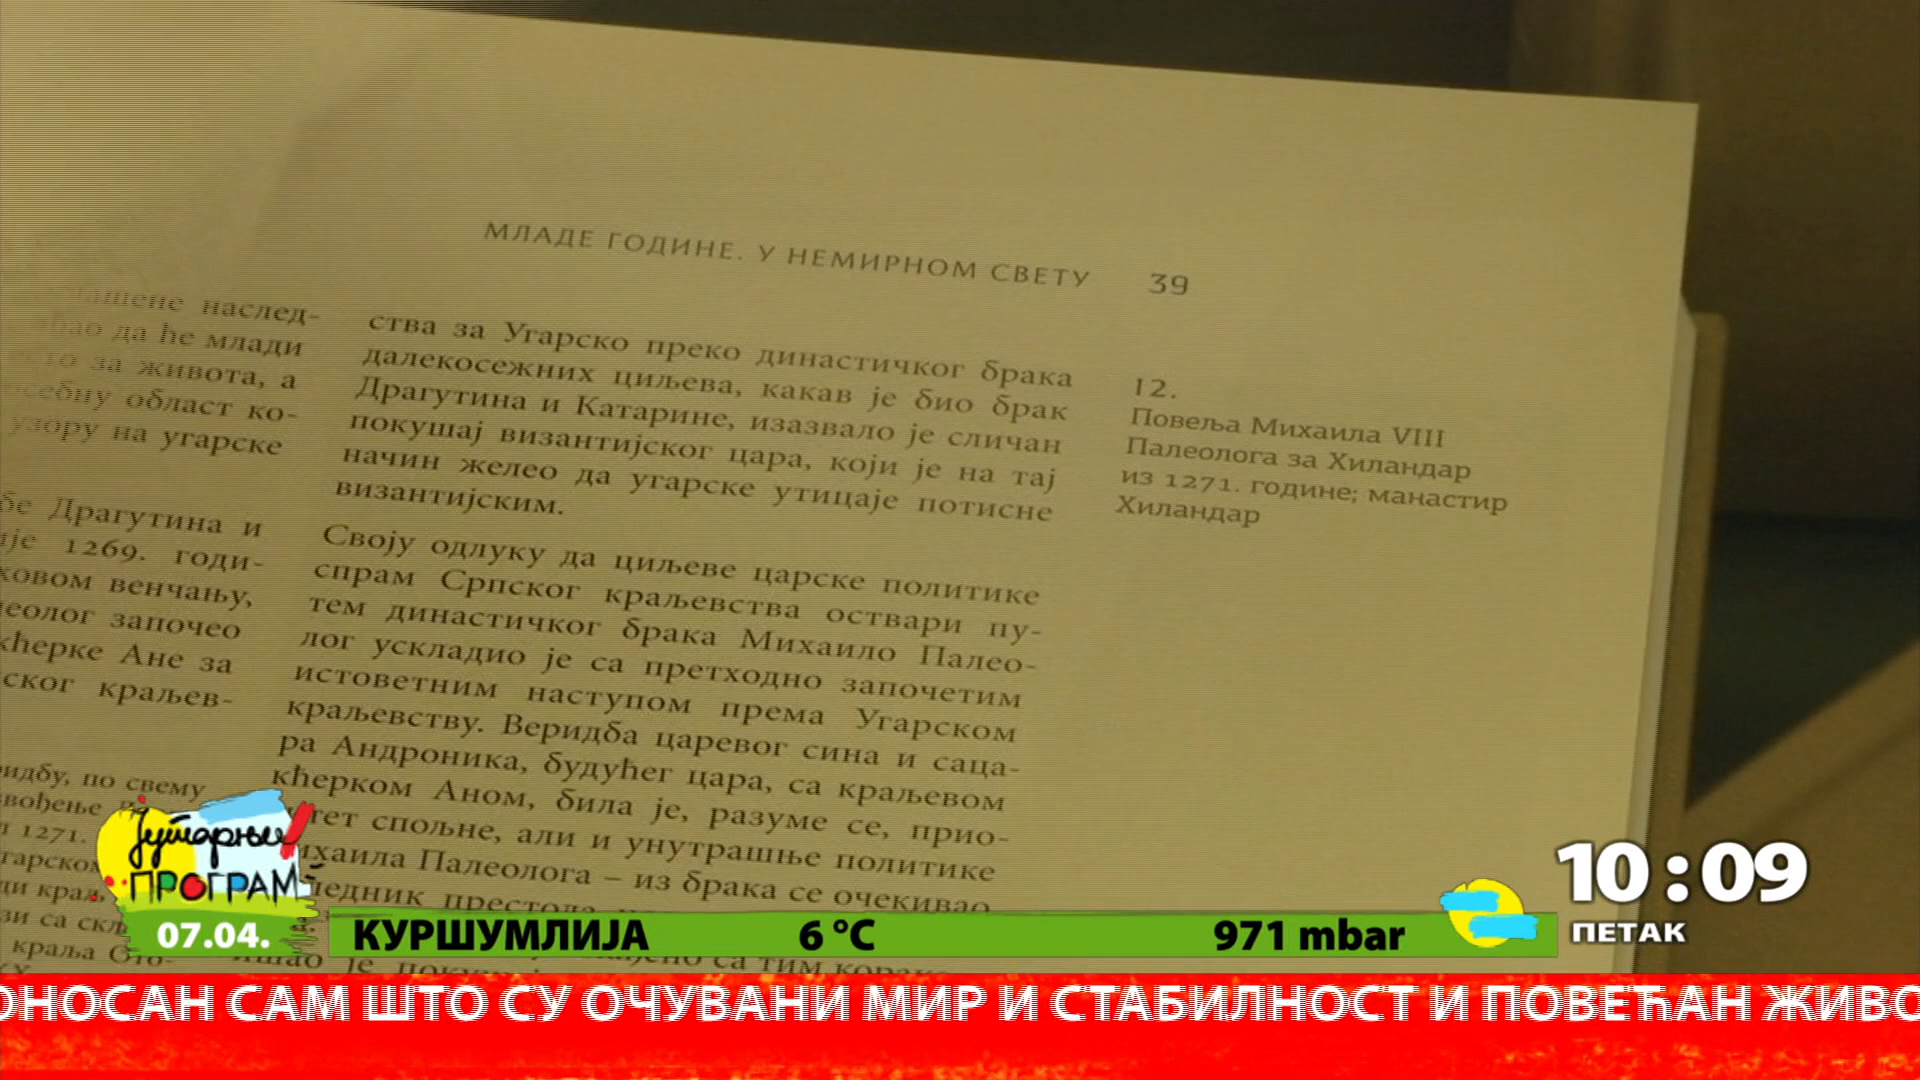 МЛАДЕ ГОДИНЕ. У НЕМИРНОМ СВЕТУ 39
наслед-
да ће млади
за живота, а
област ко-
узору на угарске
Драгутина и
1269. годи-
венчању,
започео
кћерке Ане за
краљев-
по свему
1271.
ства за Угарско преко династичког брака
далекосежних циљева, какав је био брак
Драгутина и Катарине, изазвало је сличан
покушај византијског цара, који је на тај
начин желео да угарске утицаје потисне
византијским.
Своју одлуку да циљеве царске политике
спрам Српског краљевства оствари пу-
тем династичког брака Михаило Палео-
лог ускладио је са претходно започетим
истоветним наступом према Угарском
краљевству. Веридба царевог сина и саца-
ра Андроника, будућег цара, са краљевом
кћерком Аном, била је, разуме се, прио-
спољне, али и унутрашње политике
Палеолога – из брака се очекивао
престола
12.
Повеља Михаила VIII
Палеолога за Хиландар
из 1271. године; манастир
Хиландар
Јутарњи
ПРОГРАМ
07.04.
КУРШУМЛИЈА 6 °C 971 mbar
10:09
ПЕТАК
САМ ШТО СУ ОЧУВАНИ МИР И СТАБИЛНОСТ И ПОВЕЋАН